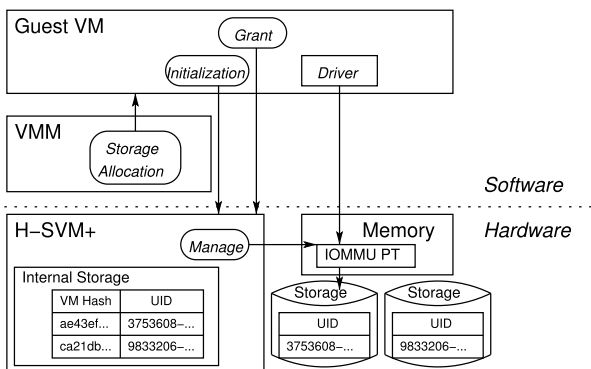 Guest VM
Grant
Initialization
Driver
VMM
Storage
Allocation
Software
Hardware
H-SVM+
Manage
Memory
IOMMU PT
Internal Storage
VM Hash UID
ae43ef... 3753608-...
ca21db... 9833206-...
Storage
UID
3753608-...
Storage
UID
9833206-...